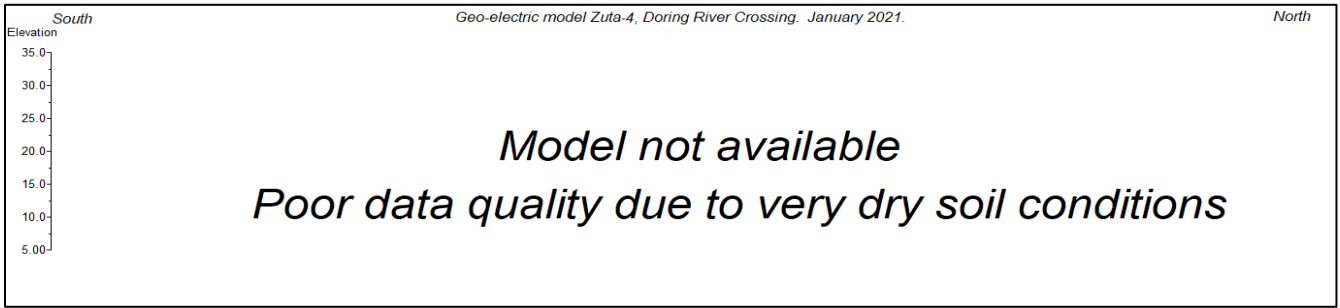 South
Geo-electric model Zuta-4, Doring River Crossing. January 2021.
North
Elevation
35.0
30.0
25.0
20.0
15.0
10.0
5.00
Model not available
Poor data quality due to very dry soil conditions